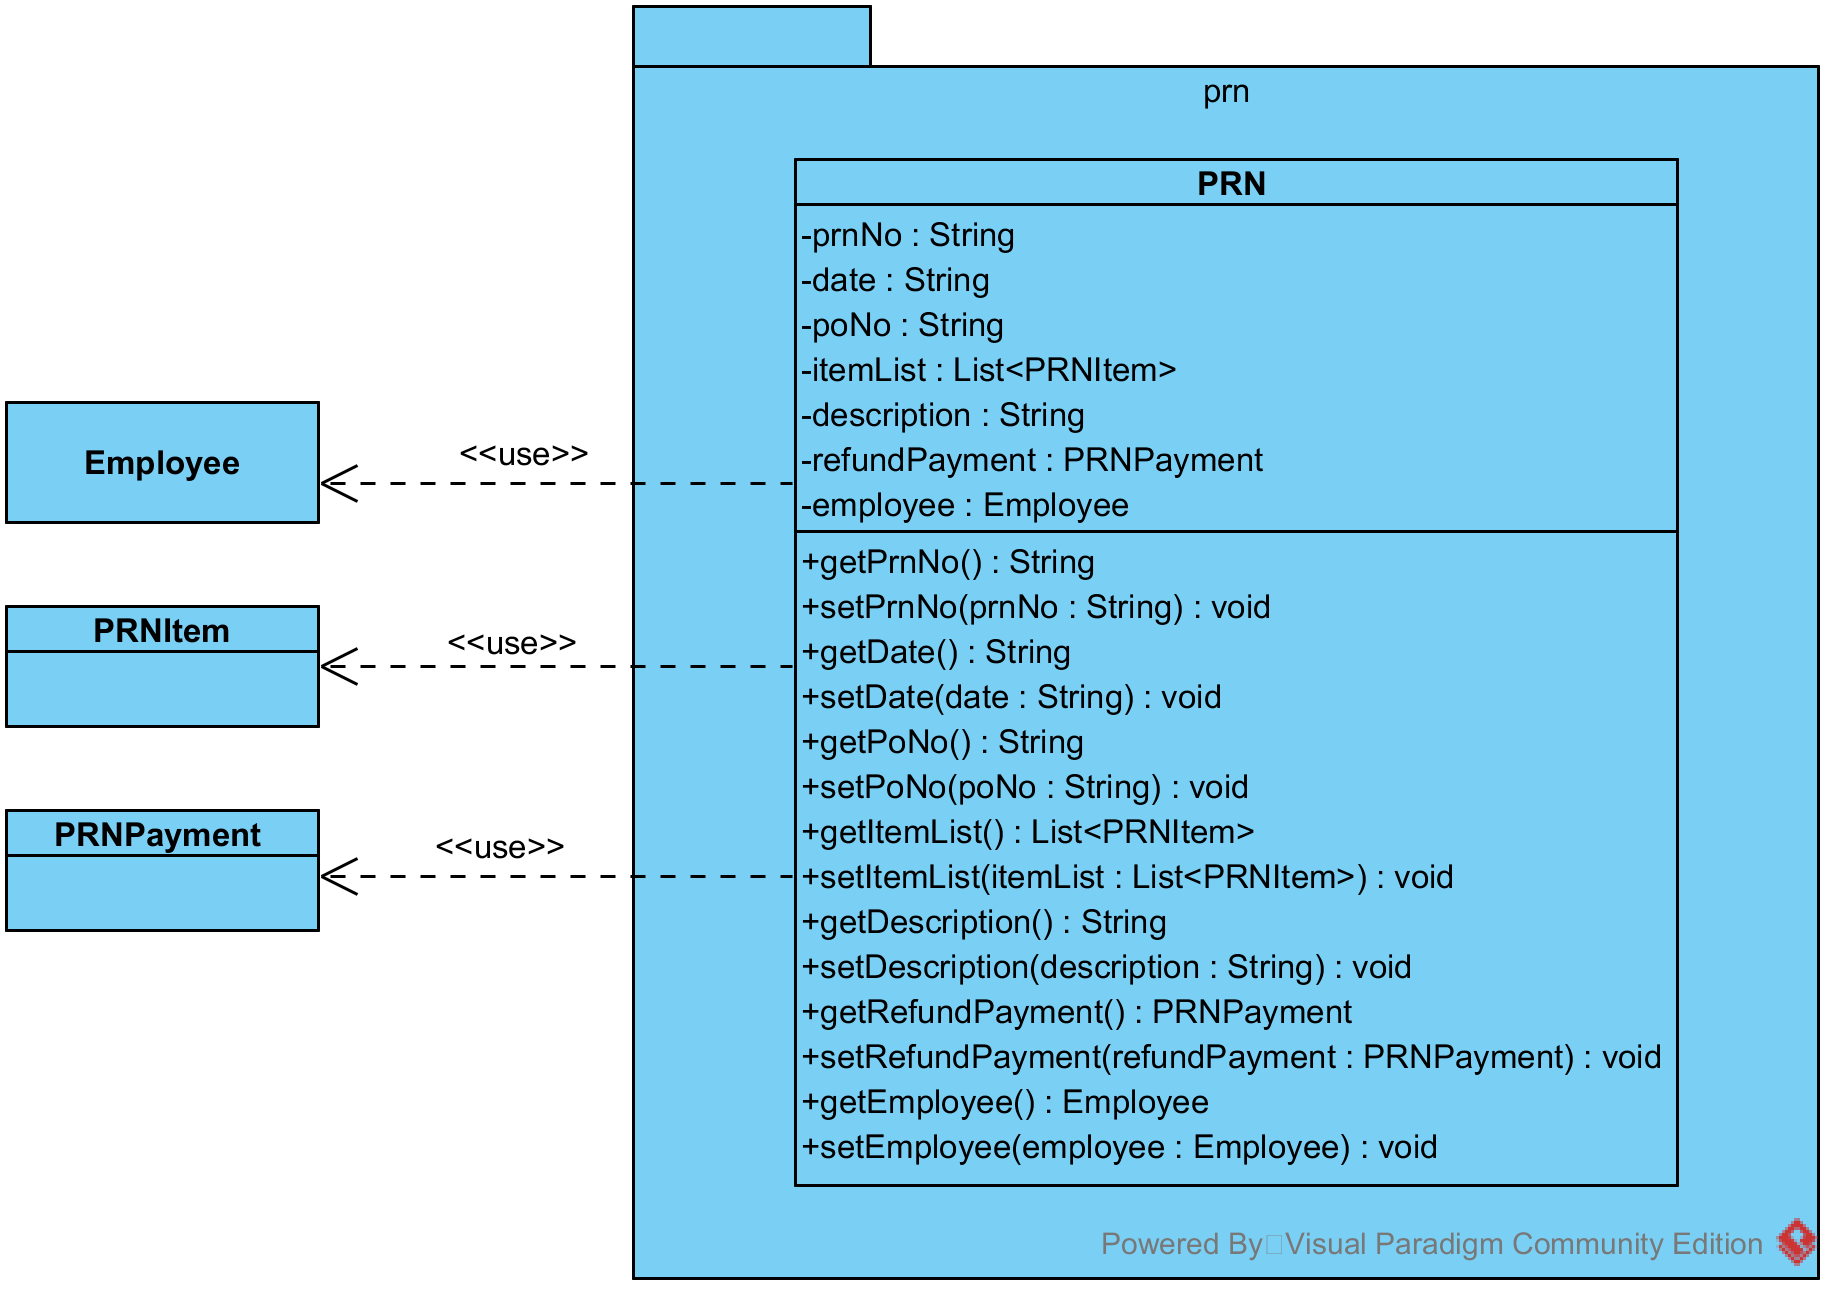 prn
PRN
-prnNo : String
-date : String
-poNo : String
-itemList : List<PRNItem>
-description : String
-refundPayment : PRNPayment
-employee : Employee
+getPrnNo() : String
+setPrnNo(prnNo : String) : void
+getDate() : String
+setDate(date : String) : void
+getPoNo() : String
+setPoNo(poNo : String) : void
+getItemList() : List<PRNItem>
+setItemList(itemList : List<PRNItem>) : void
+getDescription() : String
+setDescription(description : String) : void
+getRefundPayment() : PRNPayment
+setRefundPayment(refundPayment : PRNPayment) : void
+getEmployee() : Employee
+setEmployee(employee : Employee) : void
Employee
<<use>>
PRNItem
<<use>>
PRNPayment
<<use>>
Powered By Visual Paradigm Community Edition